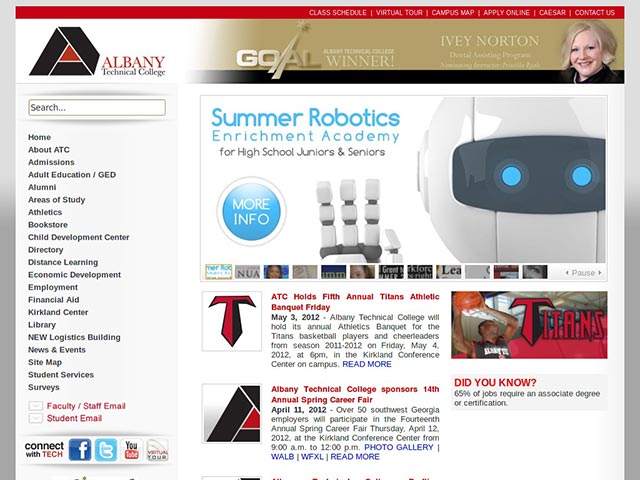 CLASS SCHEDULE | VIRTUAL TOUR | CAMPUS MAP | APPLY ONLINE | CAESAR | CONTACT US
ALBANY
Technical College
GOAL
ALBANY TECHNICAL COLLEGE
WINNER!
IVEY NORTON
Dental Assisting Program
Nominating Instructor: Priscilla Ryals
Search...
Home
About ATC
Admissions
Adult Education / GED
Alumni
Areas of Study
Athletics
Bookstore
Child Development Center
Directory
Distance Learning
Economic Development
Employment
Financial Aid
Kirkland Center
Library
NEW Logistics Building
News & Events
Site Map
Student Services
Surveys
Faculty / Staff Email
Student Email
connect
with TECH
You
Tube
VIRTUAL
TOUR
Summer Robotics
Enrichment Academy
for High School Juniors & Seniors
MORE
INFO
Pause
ATC Holds Fifth Annual Titans Athletic
Banquet Friday
May 3, 2012 - Albany Technical College will
hold its annual Athletics Banquet for the
Titans basketball players and cheerleaders
from season 2011-2012 on Friday, May 4,
2012, at 6pm, in the Kirkland Conference
Center on campus. READ MORE
Albany Technical College sponsors 14th
Annual Spring Career Fair
April 11, 2012 - Over 50 southwest Georgia
employers will participate in the Fourteenth
Annual Spring Career Fair Thursday, April 12,
2012, at the Kirkland Conference Center from
9:00 a.m. to 12:00 p.m. PHOTO GALLERY |
WALB | WFXL | READ MORE
TITANS
DID YOU KNOW?
65% of jobs require an associate degree
or certification.